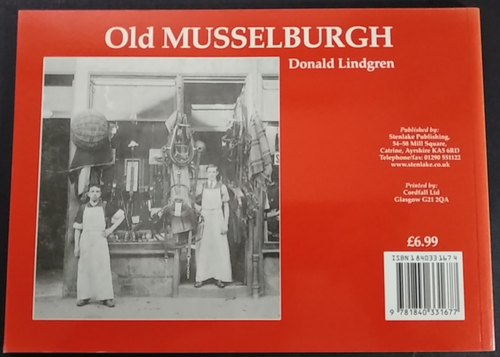 Old MUSSELBURGH
Donald Lindgren
Published by:
Stenlake Publishing,
54-58 Mill Square,
Catrine, Ayrshire KA5 6RD
Telephone/fax: 01290 551122
www.stenlake.co.uk
Printed by:
Cordfall Ltd
Glasgow G21 2QA
£6.99
ISBN 1 84033 167 4
9 781840 331677